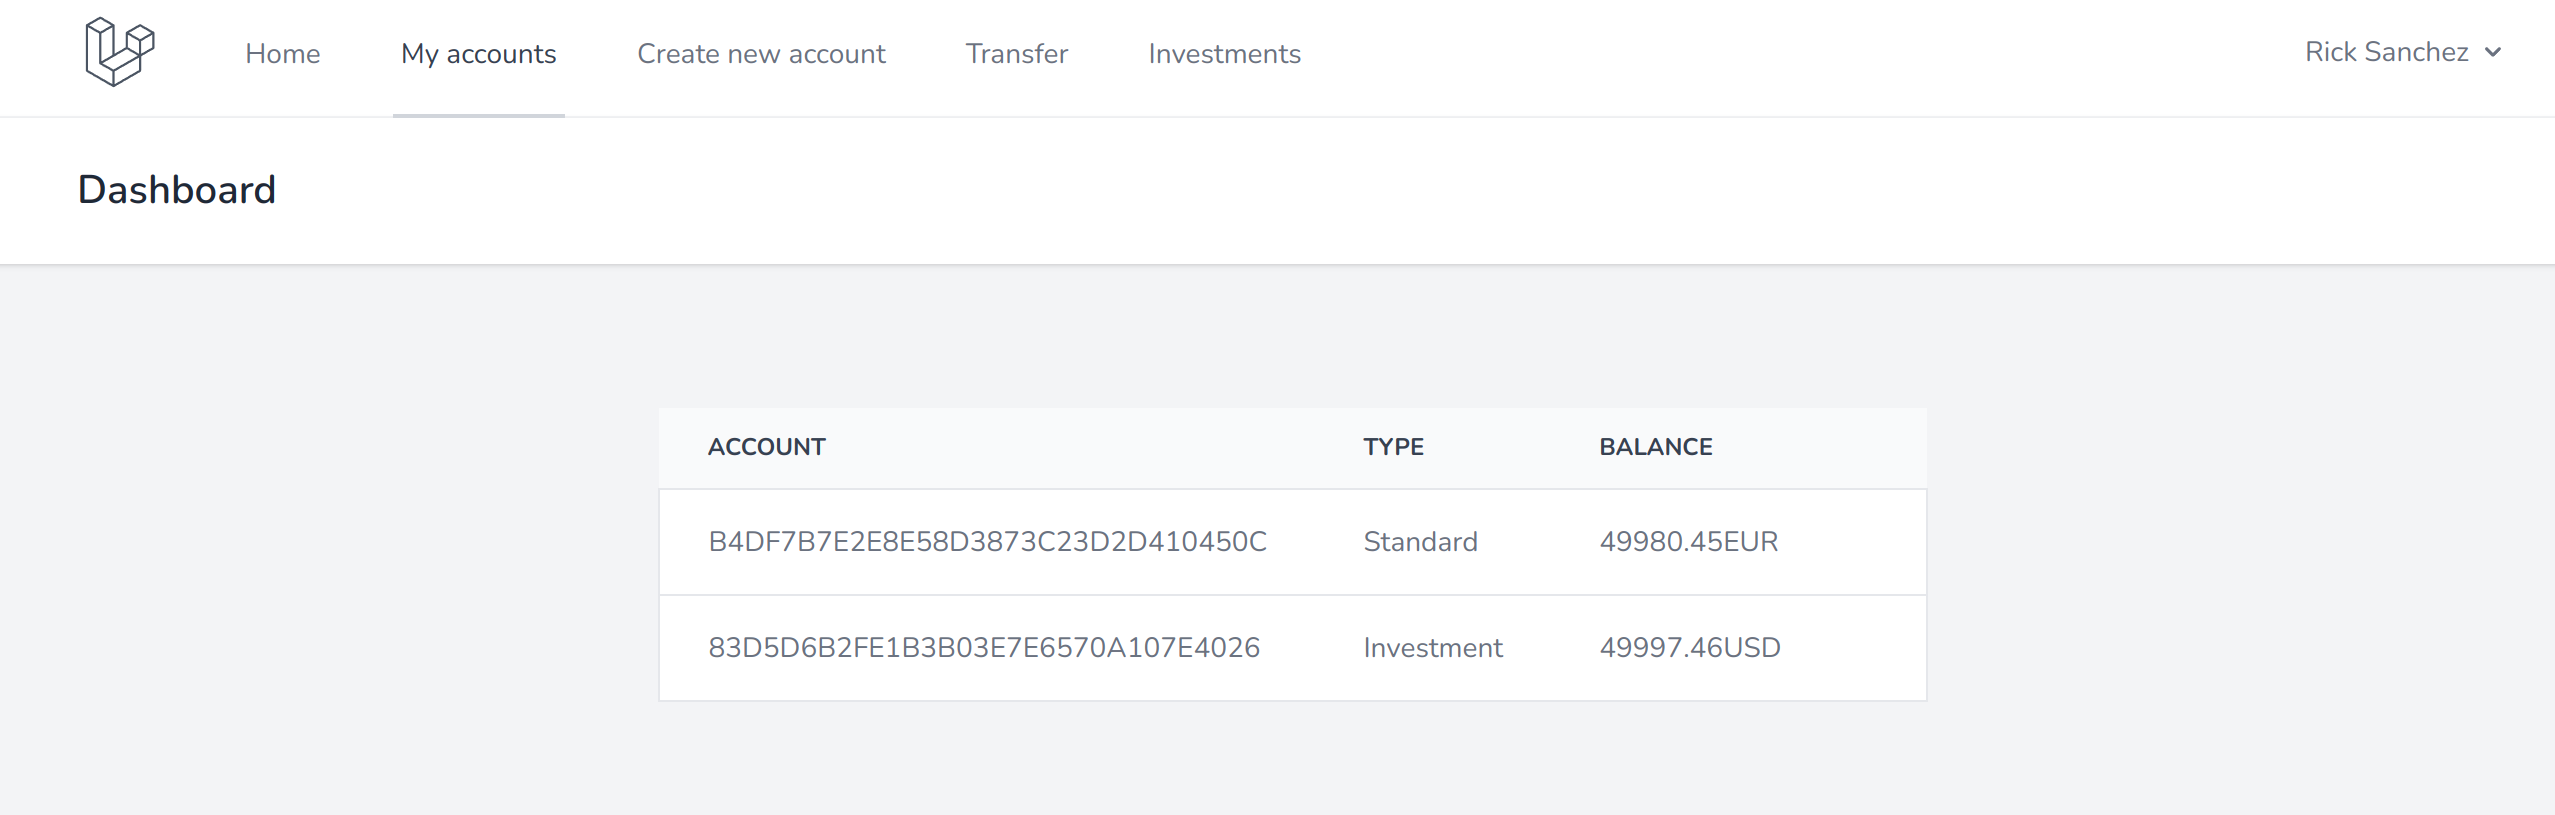 Home My accounts Create new account Transfer Investments Rick Sanchez
Dashboard
ACCOUNT TYPE BALANCE
B4DF7B7E2E8E58D3873C23D2D410450C Standard 49980.45EUR
83D5D6B2FE1B3B03E7E6570A107E4026 Investment 49997.46USD